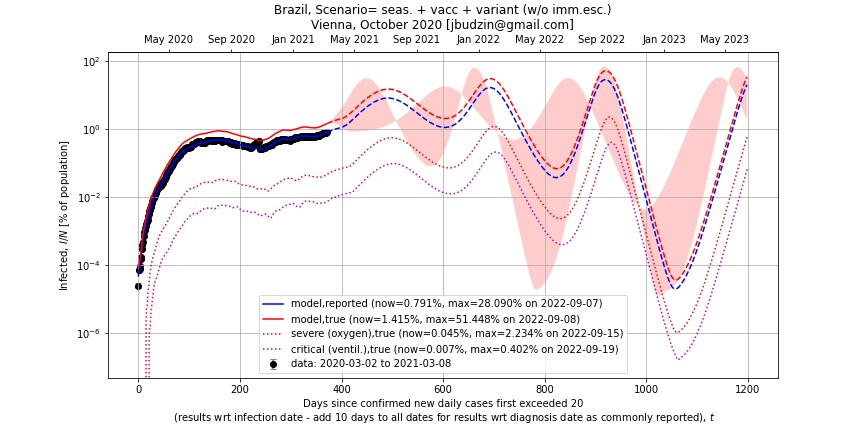 Brazil, Scenario= seas. + vacc + variant (w/o imm.esc.)
Vienna, October 2020 [jbudzin@gmail.com]
May 2020 Sep 2020 Jan 2021 May 2021 Sep 2021 Jan 2022 May 2022 Sep 2022 Jan 2023 May 2023
10²
10⁰
10⁻²
10⁻⁴
10⁻⁶
Infected, I/N [% of population]
model,reported (now=0.791%, max=28.090% on 2022-09-07)
model,true (now=1.415%, max=51.448% on 2022-09-08)
severe (oxygen),true (now=0.045%, max=2.234% on 2022-09-15)
critical (ventil.),true (now=0.007%, max=0.402% on 2022-09-19)
data: 2020-03-02 to 2021-03-08
0 200 400 600 800 1000 1200
Days since confirmed new daily cases first exceeded 20
(results wrt infection date - add 10 days to all dates for results wrt diagnosis date as commonly reported), t